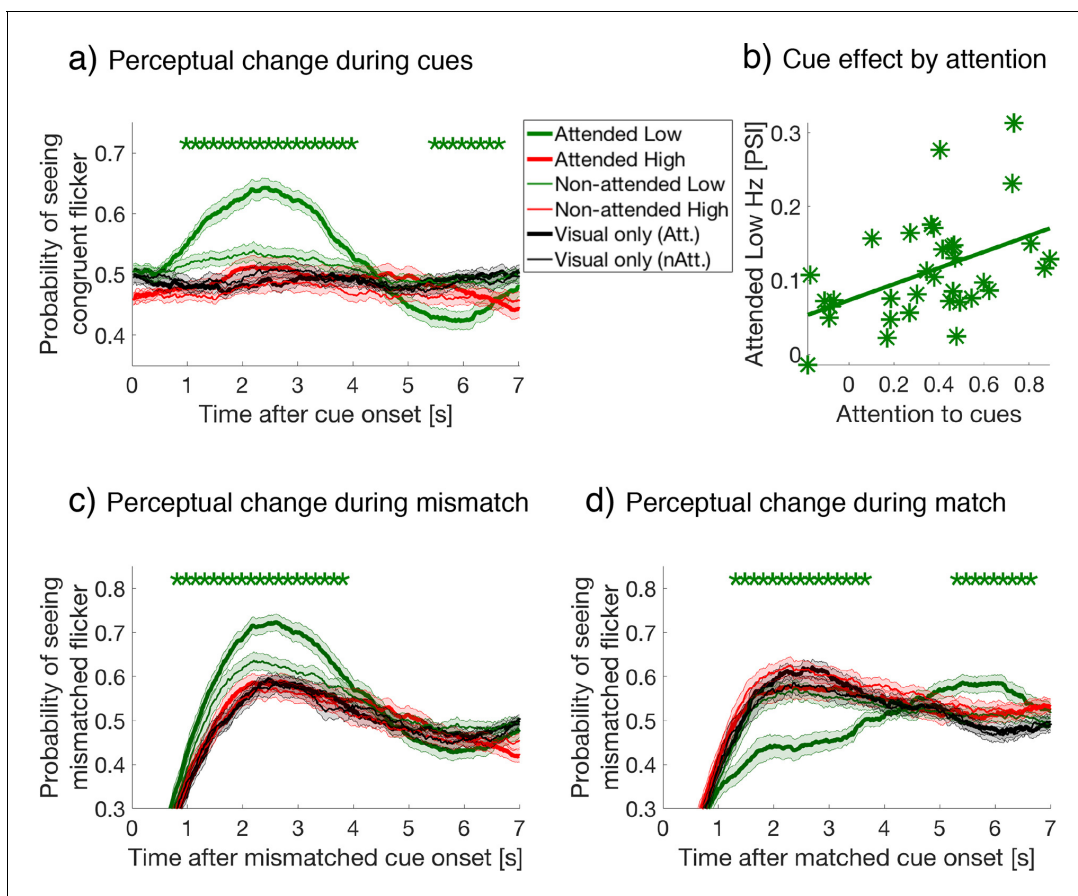 a) Perceptual change during cues
Probability of seeing
congruent flicker
0.7
0.6
0.5
0.4
0 1 2 3 4 5 6 7
Time after cue onset [s]
Attended Low
Attended High
Non-attended Low
Non-attended High
Visual only (Att.)
Visual only (nAtt.)
b) Cue effect by attention
Attended Low Hz [PSI]
0.3
0.2
0.1
0
0 0.2 0.4 0.6 0.8
Attention to cues
c) Perceptual change during mismatch
Probability of seeing
mismatched flicker
0.8
0.7
0.6
0.5
0.4
0.3
0 1 2 3 4 5 6 7
Time after mismatched cue onset [s]
d) Perceptual change during match
Probability of seeing
mismatched flicker
0.8
0.7
0.6
0.5
0.4
0.3
0 1 2 3 4 5 6 7
Time after matched cue onset [s]